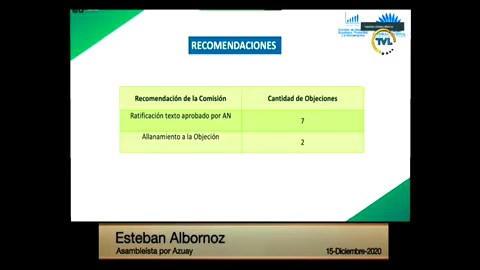 RECOMENDACIONES
TVL
Recomendación de la Comisión
Cantidad de Objeciones
Ratificación texto aprobado por AN
7
Allanamiento a la Objeción
2
Esteban Albornoz
Asambleista por Azuay
15-Diciembre-2020